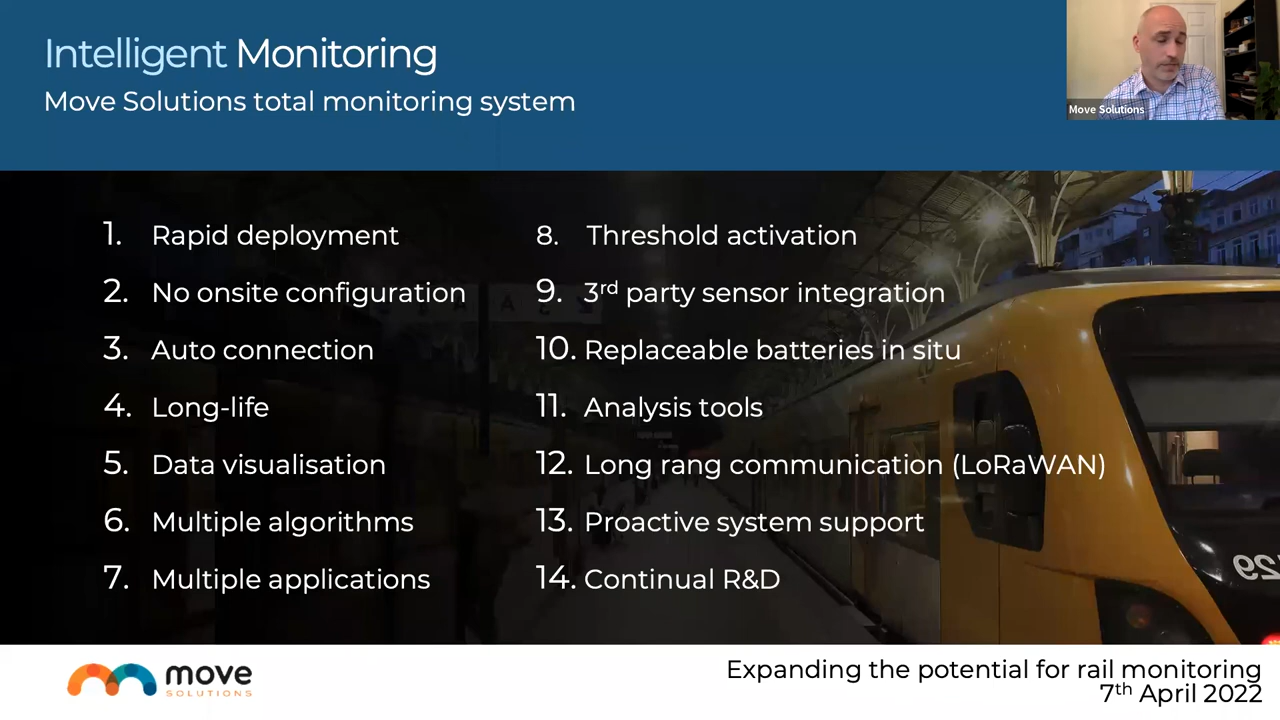 Intelligent Monitoring
Move Solutions total monitoring system
Move Solutions
1. Rapid deployment
2. No onsite configuration
3. Auto connection
4. Long-life
5. Data visualisation
6. Multiple algorithms
7. Multiple applications
8. Threshold activation
9. 3rd party sensor integration
10. Replaceable batteries in situ
11. Analysis tools
12. Long rang communication (LoRaWAN)
13. Proactive system support
14. Continual R&D
move
SOLUTIONS
Expanding the potential for rail monitoring
7th April 2022